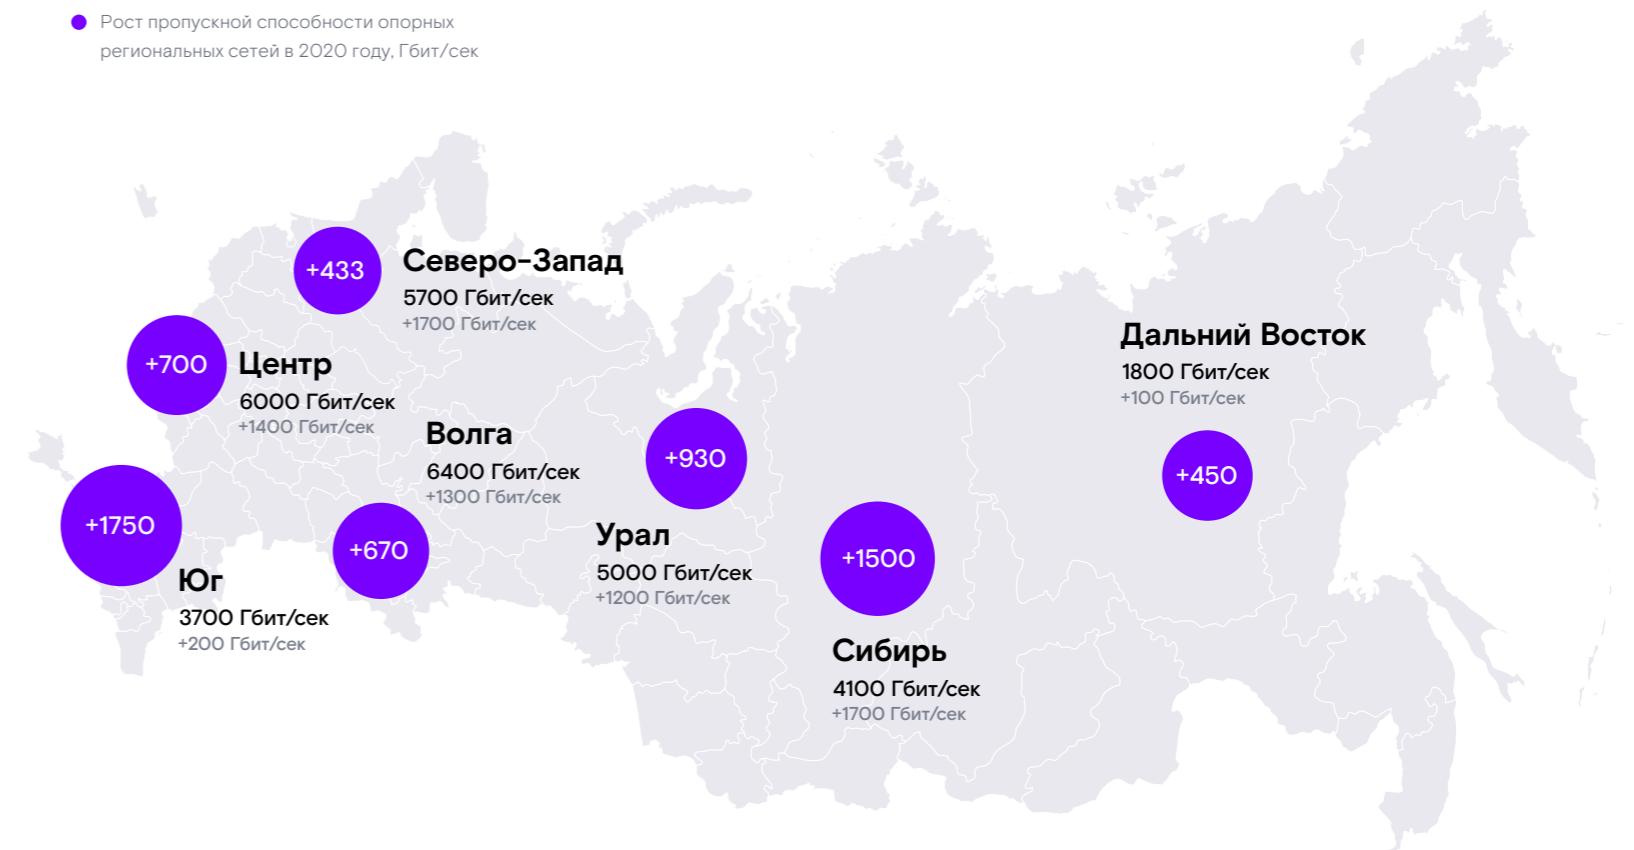 Рост пропускной способности опорных
региональных сетей в 2020 году, Гбит/сек
+433
Северо-Запад
5700 Гбит/сек
+1700 Гбит/сек
+700
Центр
6000 Гбит/сек
+1400 Гбит/сек
Волга
6400 Гбит/сек
+1300 Гбит/сек
+670
+1750
Юг
3700 Гбит/сек
+200 Гбит/сек
+930
Урал
5000 Гбит/сек
+1200 Гбит/сек
+1500
Сибирь
4100 Гбит/сек
+1700 Гбит/сек
Дальний Восток
1800 Гбит/сек
+100 Гбит/сек
+450